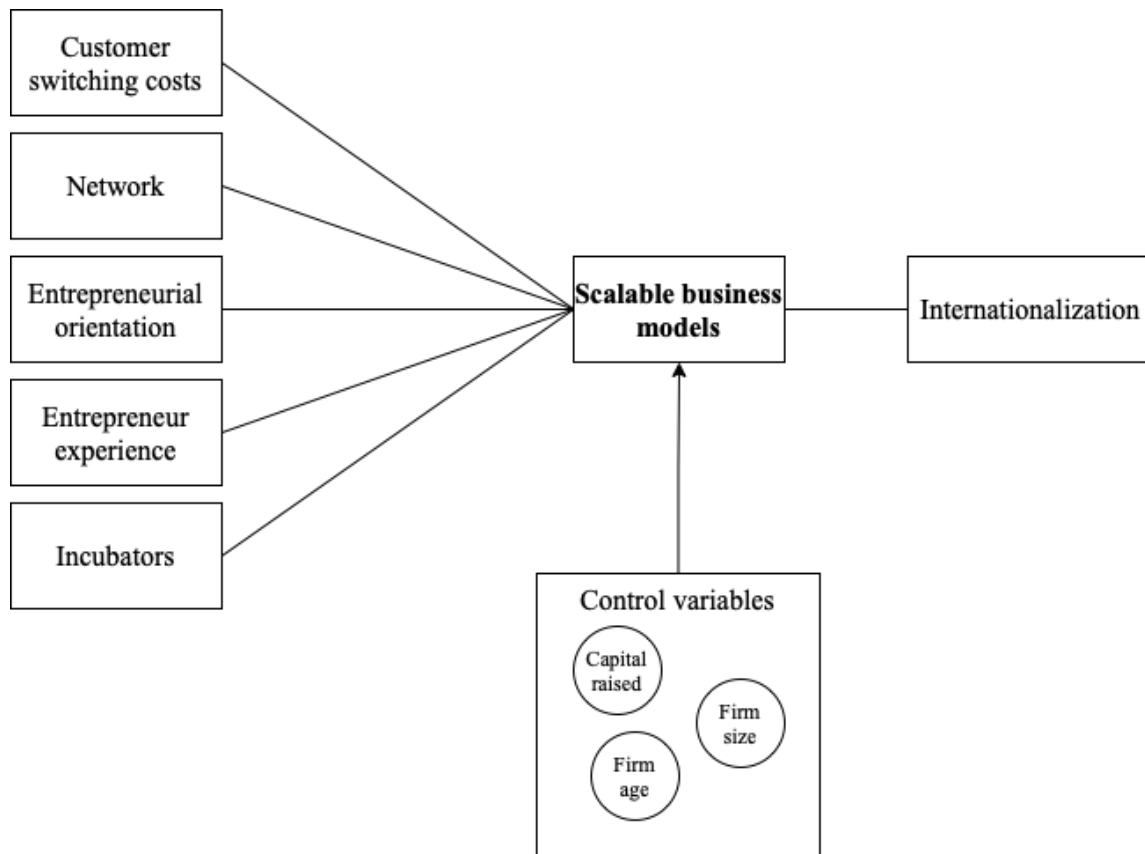 Customer
switching costs
Network
Entrepreneurial
orientation
Entrepreneur
experience
Incubators
Scalable business
models
Internationalization
Control variables
Capital
raised
Firm
size
Firm
age